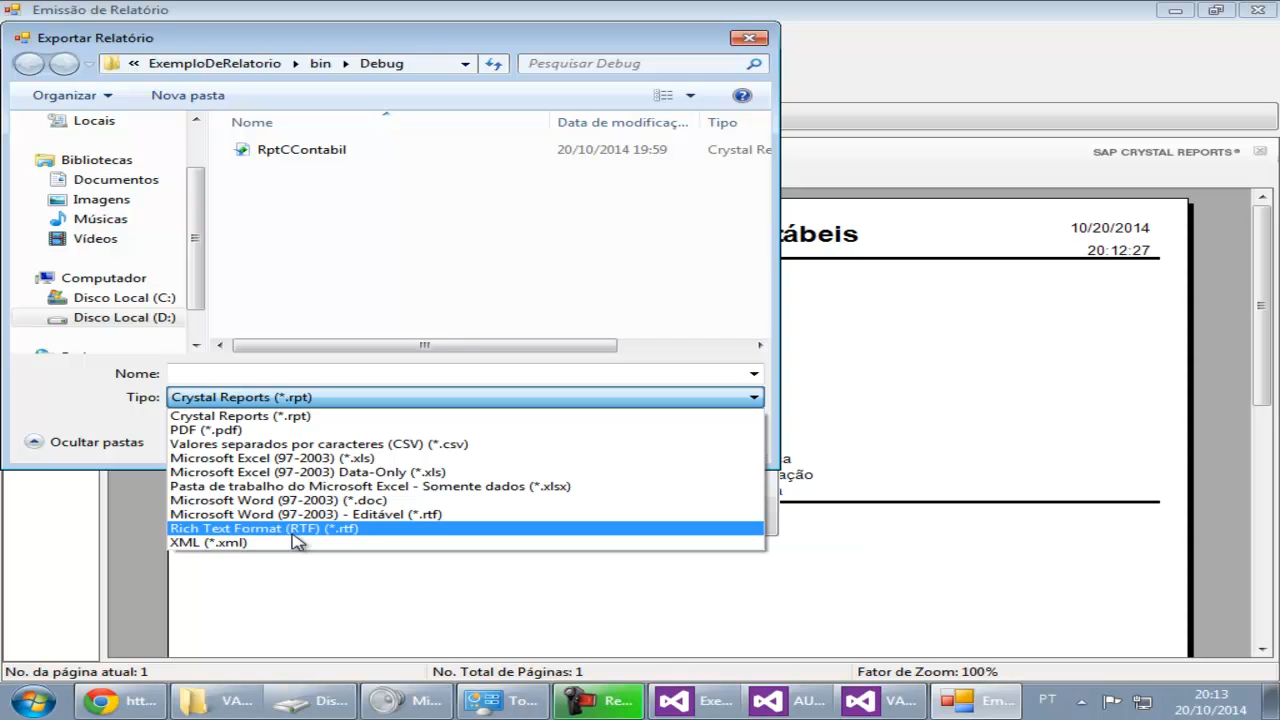 Emissão de Relatório
Exportar Relatório
« ExemploDeRelatorio bin Debug
Pesquisar Debug
Organizar
Nova pasta
Locais
Bibliotecas
Documentos
Imagens
Músicas
Vídeos
Computador
Disco Local (C:)
Disco Local (D:)
Nome
Data de modificaç...
Tipo
RptCContabil
20/10/2014 19:59
Crystal Re
Nome:
Tipo:
Crystal Reports (*.rpt)
Crystal Reports (*.rpt)
PDF (*.pdf)
Valores separados por caracteres (CSV) (*.csv)
Microsoft Excel (97-2003) (*.xls)
Microsoft Excel (97-2003) Data-Only (*.xls)
Pasta de trabalho do Microsoft Excel - Somente dados (*.xlsx)
Microsoft Word (97-2003) (*.doc)
Microsoft Word (97-2003) - Editável (*.rtf)
Rich Text Format (RTF) (*.rtf)
XML (*.xml)
Ocultar pastas
SAP CRYSTAL REPORTS®
tábeis
10/20/2014
20:12:27
ação
No. da página atual: 1
No. Total de Páginas: 1
Fator de Zoom: 100%
htt...
VA...
Dis...
Mi...
To...
Re...
Exe...
AU...
VA...
Em...
PT
20:13
20/10/2014